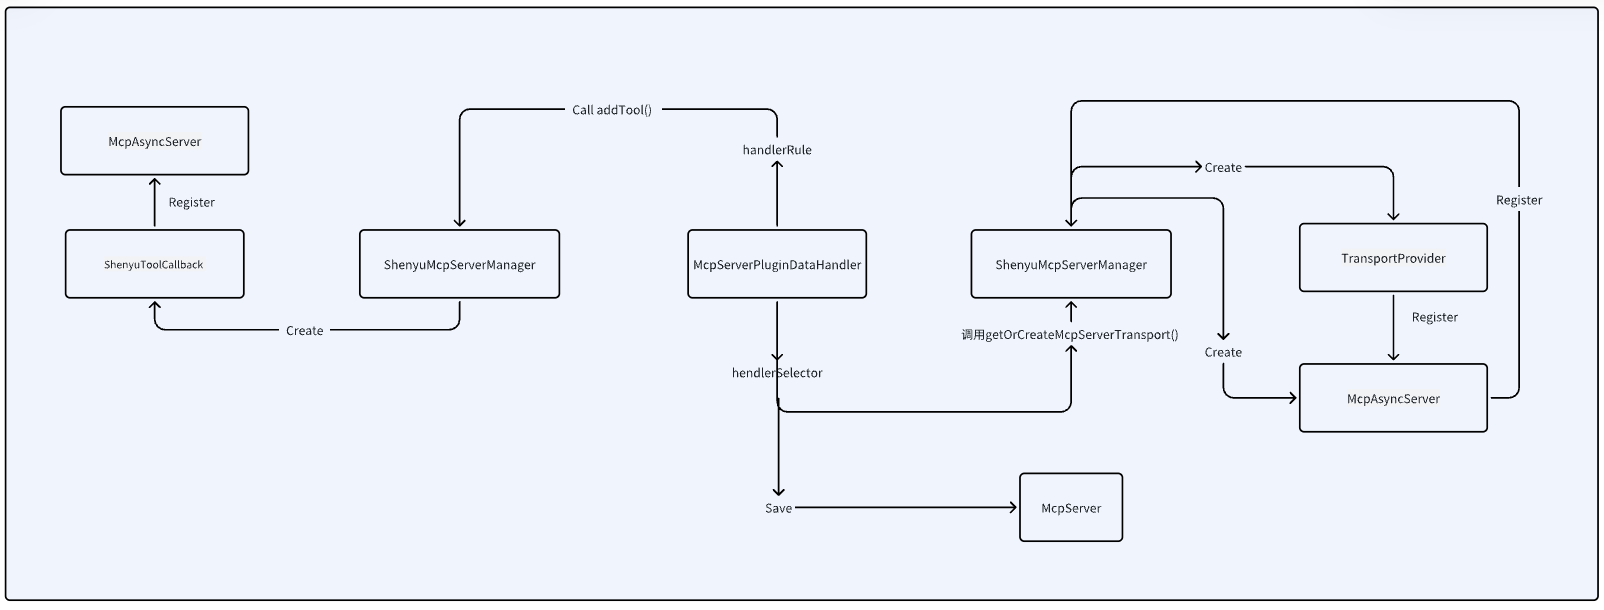 Call addTool()
McpAsyncServer
handlerRule
Create
Register
Register
ShenyuToolCallback
ShenyuMcpServerManager
McpServerPluginDataHandler
ShenyuMcpServerManager
TransportProvider
Create
调用getOrCreateMcpServerTransport()
Register
Create
hendlerSelector
McpAsyncServer
Save
McpServer